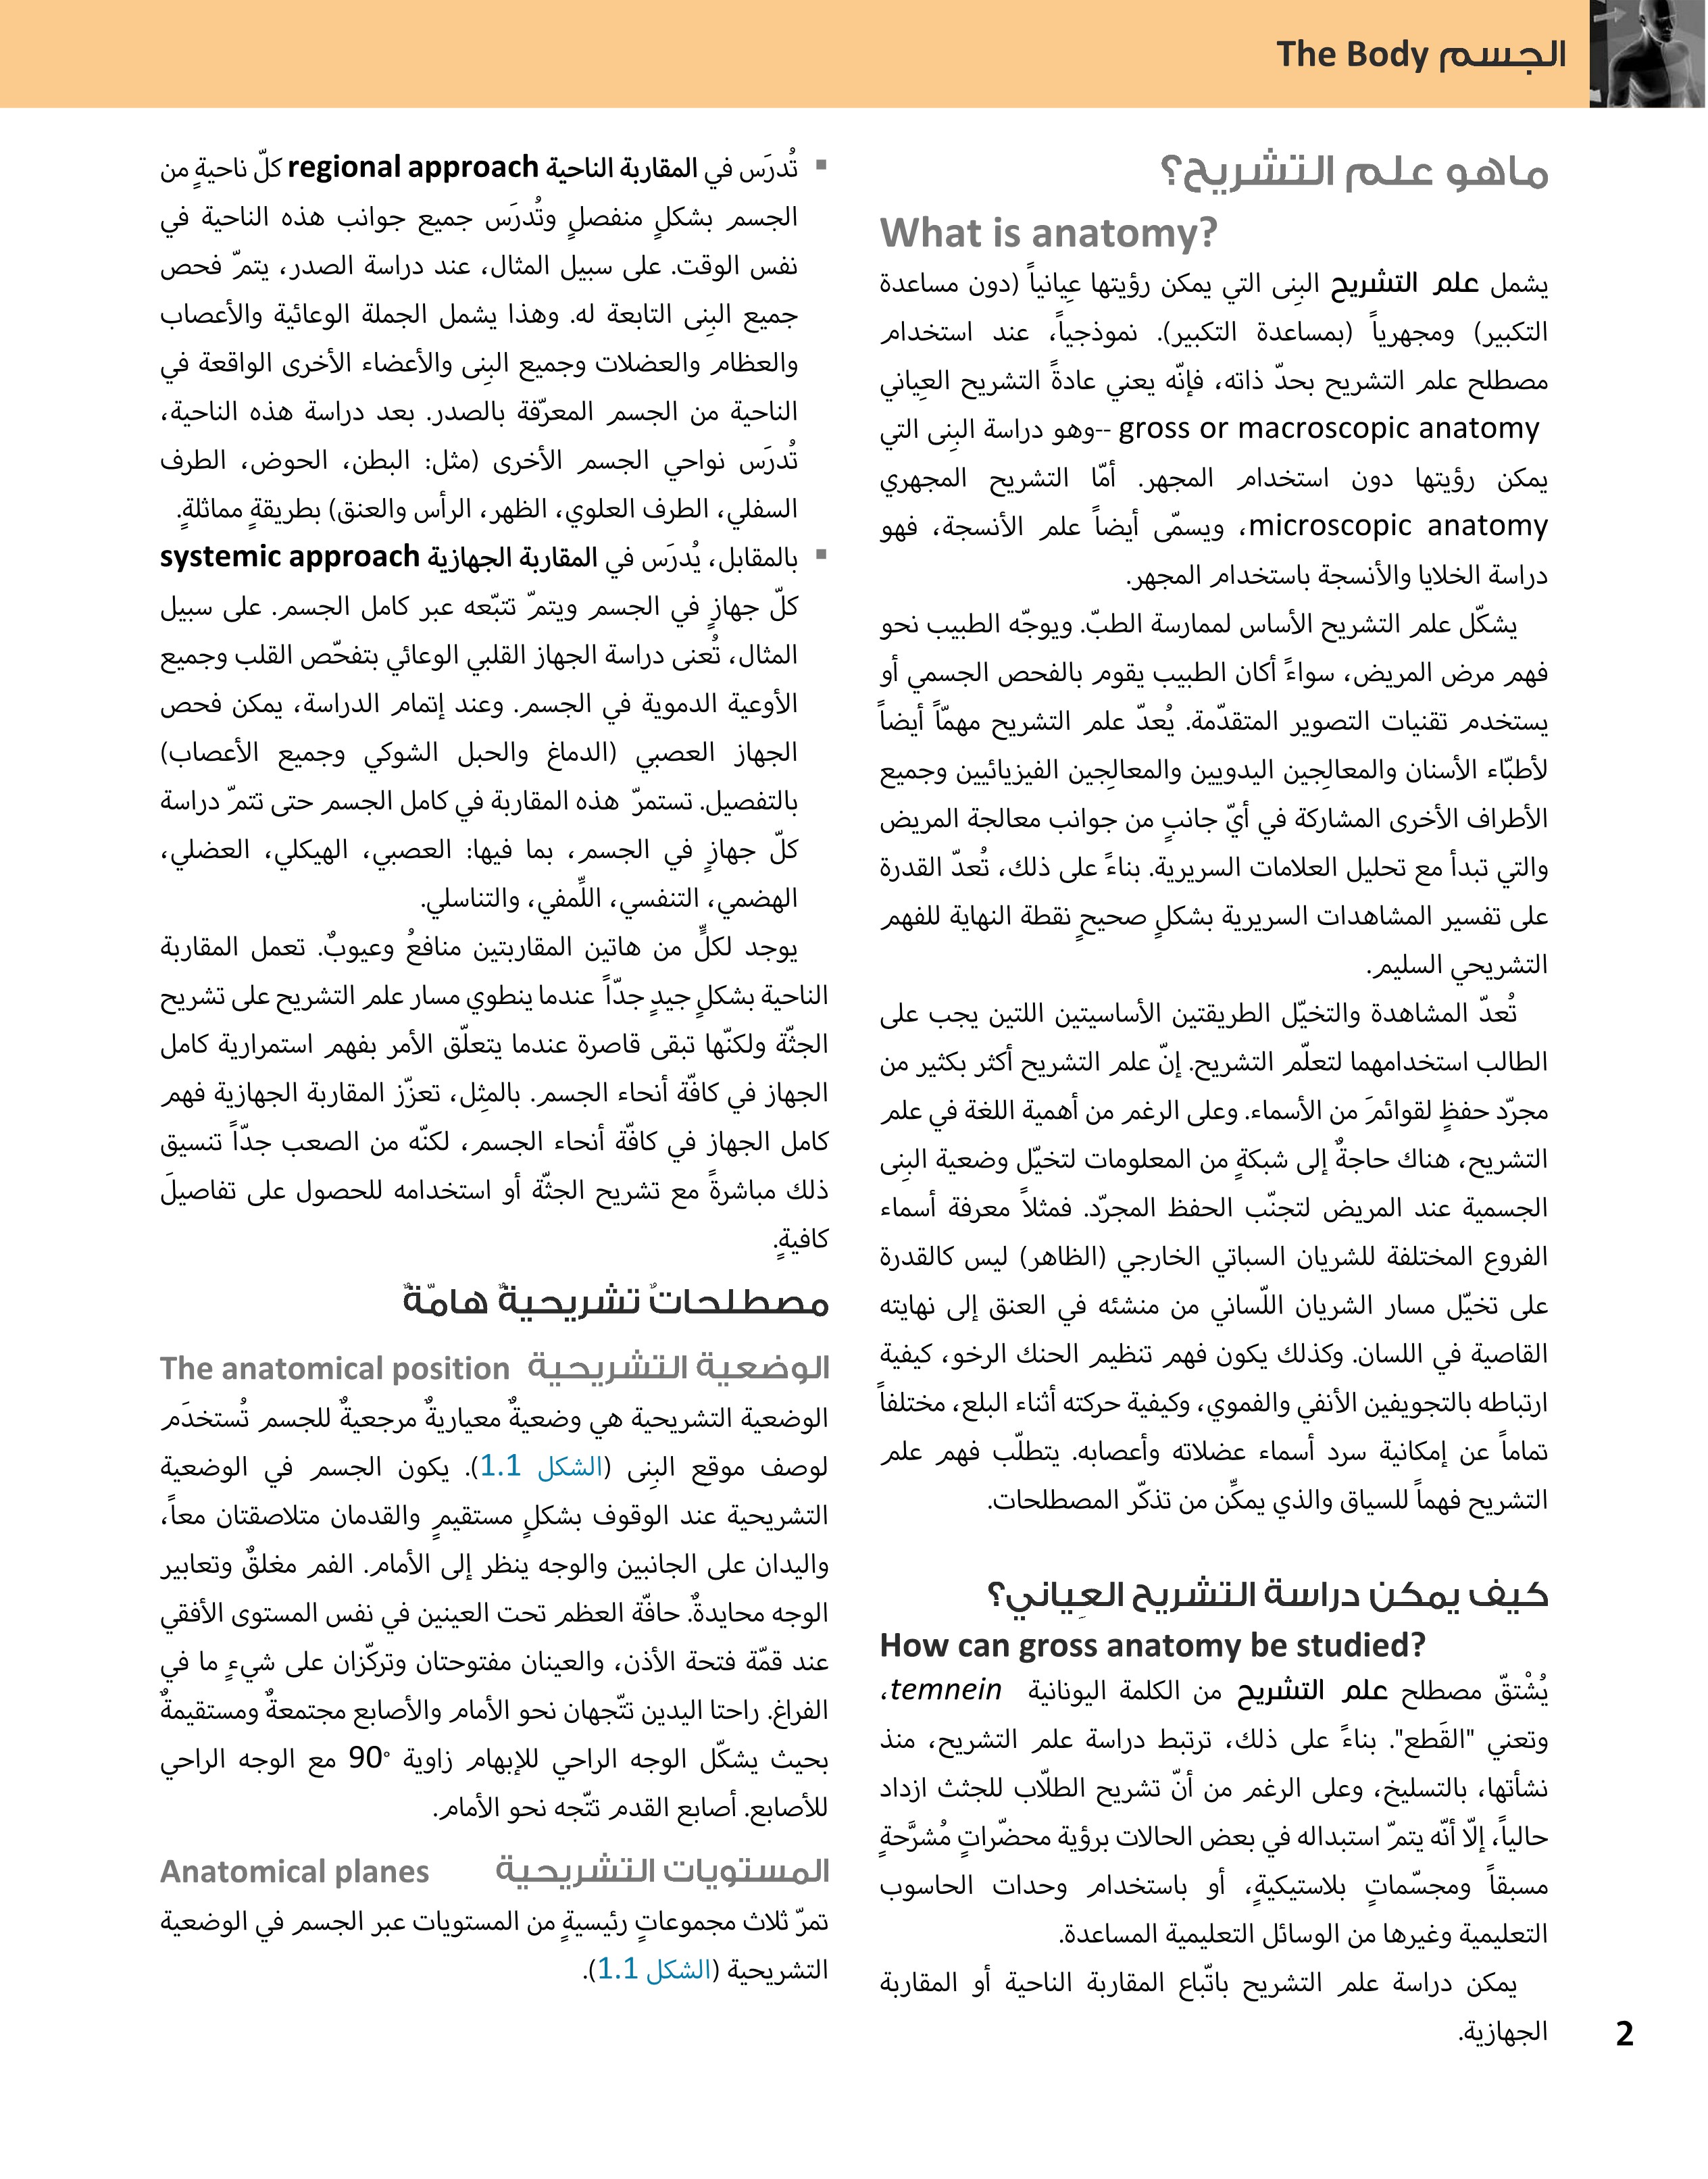 الجسم The Body
ماهو علم التشريح؟
What is anatomy?
يشمل علم التشريح البِنى التي يمكن رؤيتها عِيانياً (دون مساعدة
التكبير) ومجهرياً (بمساعدة التكبير). نموذجياً، عند استخدام
مصطلح علم التشريح بحدّ ذاته، فإنّه يعني عادةً التشريح العِياني
gross or macroscopic anatomy --وهو دراسة البِنى التي
يمكن رؤيتها دون استخدام المجهر. أمّا التشريح المجهري
microscopic anatomy، ويسمّى أيضاً علم الأنسجة، فهو
دراسة الخلايا والأنسجة باستخدام المجهر.
يشكّل علم التشريح الأساس لممارسة الطبّ. ويوجّه الطبيب نحو
فهم مرض المريض، سواءً أكان الطبيب يقوم بالفحص الجسمي أو
يستخدم تقنيات التصوير المتقدّمة. يُعدّ علم التشريح مهمّاً أيضاً
لأطبّاء الأسنان والمعالجِين اليدويين والمعالجِين الفيزيائيين وجميع
الأطراف الأخرى المشاركة في أيّ جانبٍ من جوانب معالجة المريض
والتي تبدأ مع تحليل العلامات السريرية. بناءً على ذلك، تُعدّ القدرة
على تفسير المشاهدات السريرية بشكلٍ صحيحٍ نقطة النهاية للفهم
التشريحي السليم.
تُعدّ المشاهدة والتخيّل الطريقتين الأساسيتين اللتين يجب على
الطالب استخدامهما لتعلّم التشريح. إنّ علم التشريح أكثر بكثير من
مجرّد حفظٍ لقوائمَ من الأسماء. وعلى الرغم من أهمية اللغة في علم
التشريح، هناك حاجةٌ إلى شبكةٍ من المعلومات لتخيّل وضعية البِنى
الجسمية عند المريض لتجنّب الحفظ المجرّد. فمثلاً معرفة أسماء
الفروع المختلفة للشريان السباتي الخارجي (الظاهر) ليس كالقدرة
على تخيّل مسار الشريان اللّساني من منشئه في العنق إلى نهايته
القاصية في اللسان. وكذلك يكون فهم تنظيم الحنك الرخو، كيفية
ارتباطه بالتجويفين الأنفي والفموي، وكيفية حركته أثناء البلع، مختلفاً
تماماً عن إمكانية سرد أسماء عضلاته وأعصابه. يتطلّب فهم علم
التشريح فهماً للسياق والذي يمكِّن من تذكّر المصطلحات.
كيف يمكن دراسة التشريح العِياني؟
How can gross anatomy be studied?
يُشْتقّ مصطلح علم التشريح من الكلمة اليونانية temnein،
وتعني "القَطع". بناءً على ذلك، ترتبط دراسة علم التشريح، منذ
نشأتها، بالتسليخ، وعلى الرغم من أنّ تشريح الطلّاب للجثث ازداد
حالياً، إلّا أنّه يتمّ استبداله في بعض الحالات برؤية محضّراتٍ مُشرَّحةٍ
مسبقاً ومجسّماتٍ بلاستيكيةٍ، أو باستخدام وحدات الحاسوب
التعليمية وغيرها من الوسائل التعليمية المساعدة.
يمكن دراسة علم التشريح باتّباع المقاربة الناحية أو المقاربة
الجهازية.
▪ تُدرَس في المقاربة الناحية regional approach كلّ ناحيةٍ من
الجسم بشكلٍ منفصلٍ وتُدرَس جميع جوانب هذه الناحية في
نفس الوقت. على سبيل المثال، عند دراسة الصدر، يتمّ فحص
جميع البِنى التابعة له. وهذا يشمل الجملة الوعائية والأعصاب
والعظام والعضلات وجميع البِنى والأعضاء الأخرى الواقعة في
الناحية من الجسم المعرّفة بالصدر. بعد دراسة هذه الناحية،
تُدرَس نواحي الجسم الأخرى (مثل: البطن، الحوض، الطرف
السفلي، الطرف العلوي، الظهر، الرأس والعنق) بطريقةٍ مماثلةٍ.
▪ بالمقابل، يُدرَس في المقاربة الجهازية systemic approach
كلّ جهازٍ في الجسم ويتمّ تتبّعه عبر كامل الجسم. على سبيل
المثال، تُعنى دراسة الجهاز القلبي الوعائي بتفحّص القلب وجميع
الأوعية الدموية في الجسم. وعند إتمام الدراسة، يمكن فحص
الجهاز العصبي (الدماغ والحبل الشوكي وجميع الأعصاب)
بالتفصيل. تستمرّ هذه المقاربة في كامل الجسم حتى تتمّ دراسة
كلّ جهازٍ في الجسم، بما فيها: العصبي، الهيكلي، العضلي،
الهضمي، التنفسي، اللِّمفي، والتناسلي.
يوجد لكلٍّ من هاتين المقاربتين منافعُ وعيوبٌ. تعمل المقاربة
الناحية بشكلٍ جيدٍ جدّاً عندما ينطوي مسار علم التشريح على تشريح
الجثّة ولكنّها تبقى قاصرة عندما يتعلّق الأمر بفهم استمرارية كامل
الجهاز في كافّة أنحاء الجسم. بالمثِل، تعزّز المقاربة الجهازية فهم
كامل الجهاز في كافّة أنحاء الجسم، لكنّه من الصعب جدّاً تنسيق
ذلك مباشرةً مع تشريح الجثّة أو استخدامه للحصول على تفاصيلَ
كافيةٍ.
مصطلحاتٌ تشريحيةٌ هامّةٌ
الوضعية التشريحية The anatomical position
الوضعية التشريحية هي وضعيةٌ معياريةٌ مرجعيةٌ للجسم تُستخدَم
لوصف موقع البِنى (الشكل 1.1). يكون الجسم في الوضعية
التشريحية عند الوقوف بشكلٍ مستقيمٍ والقدمان متلاصقتان معاً،
واليدان على الجانبين والوجه ينظر إلى الأمام. الفم مغلقٌ وتعابير
الوجه محايدةٌ. حافّة العظم تحت العينين في نفس المستوى الأفقي
عند قمّة فتحة الأذن، والعينان مفتوحتان وتركّزان على شيءٍ ما في
الفراغ. راحتا اليدين تتّجهان نحو الأمام والأصابع مجتمعةٌ ومستقيمةٌ
بحيث يشكّل الوجه الراحي للإبهام زاوية 90° مع الوجه الراحي
للأصابع. أصابع القدم تتّجه نحو الأمام.
المستويات التشريحية Anatomical planes
تمرّ ثلاث مجموعاتٍ رئيسيةٍ من المستويات عبر الجسم في الوضعية
التشريحية (الشكل 1.1).
2